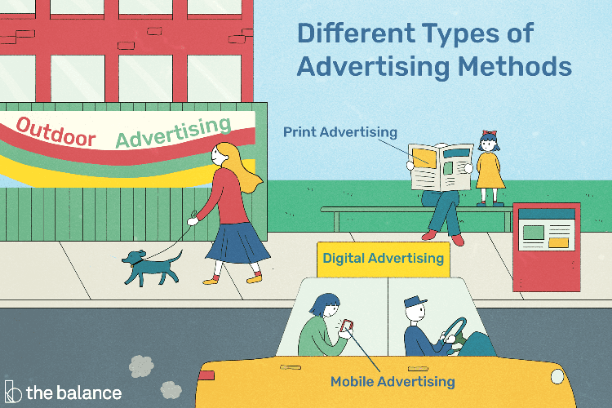 Different Types of
Advertising Methods
Outdoor Advertising
Print Advertising
Digital Advertising
Mobile Advertising
the balance